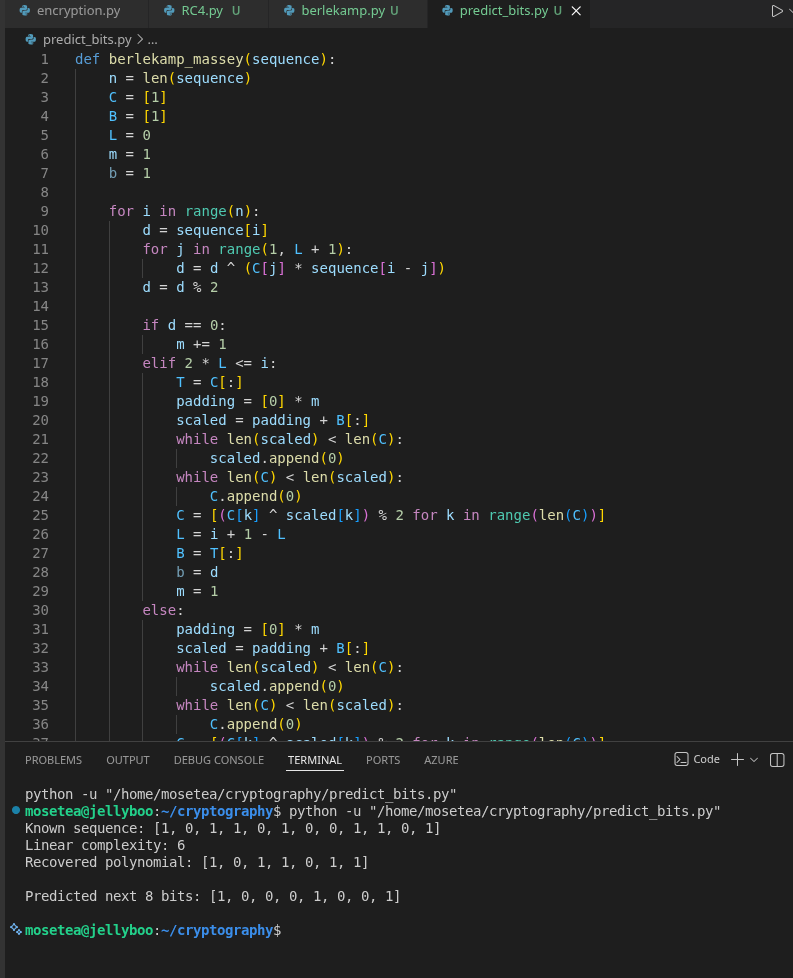 encryption.py RC4.py U berlekamp.py U predict_bits.py U
predict_bits.py > ...
1 def berlekamp_massey(sequence):
2 n = len(sequence)
3 C = [1]
4 B = [1]
5 L = 0
6 m = 1
7 b = 1
8
9 for i in range(n):
10 d = sequence[i]
11 for j in range(1, L + 1):
12 d = d ^ (C[j] * sequence[i - j])
13 d = d % 2
14
15 if d == 0:
16 m += 1
17 elif 2 * L <= i:
18 T = C[:]
19 padding = [0] * m
20 scaled = padding + B[:]
21 while len(scaled) < len(C):
22 scaled.append(0)
23 while len(C) < len(scaled):
24 C.append(0)
25 C = [(C[k] ^ scaled[k]) % 2 for k in range(len(C))]
26 L = i + 1 - L
27 B = T[:]
28 b = d
29 m = 1
30 else:
31 padding = [0] * m
32 scaled = padding + B[:]
33 while len(scaled) < len(C):
34 scaled.append(0)
35 while len(C) < len(scaled):
36 C.append(0)
37 C = [(C[k] ^ scaled[k]) % 2 for k in range(len(C))]
PROBLEMS OUTPUT DEBUG CONSOLE TERMINAL PORTS AZURE Code
python -u "/home/mosetea/cryptography/predict_bits.py"
mosetea@jellyboo:~/cryptography$ python -u "/home/mosetea/cryptography/predict_bits.py"
Known sequence: [1, 0, 1, 1, 0, 1, 0, 0, 1, 1, 0, 1]
Linear complexity: 6
Recovered polynomial: [1, 0, 1, 1, 0, 1, 1]
Predicted next 8 bits: [1, 0, 0, 0, 1, 0, 0, 1]
mosetea@jellyboo:~/cryptography$